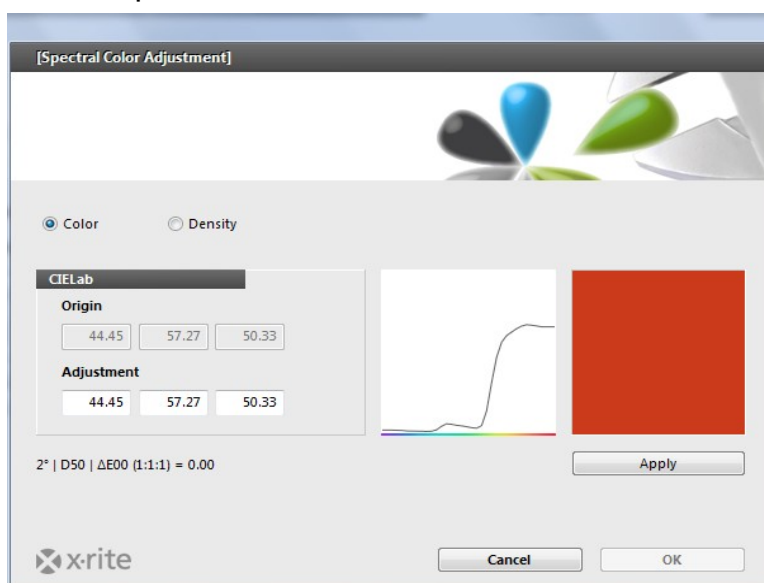 [Spectral Color Adjustment]
Color Density
CIELab
Origin
44.45 57.27 50.33
Adjustment
44.45 57.27 50.33
2° | D50 | ΔE00 (1:1:1) = 0.00
Apply
x·rite
Cancel OK